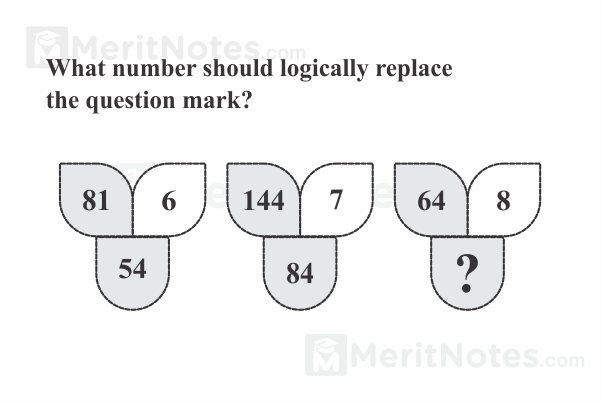 MeritNotes.com
What number should logically replace
the question mark?
81 6 144 7 64 8
54 84 ?
MeritNotes.com